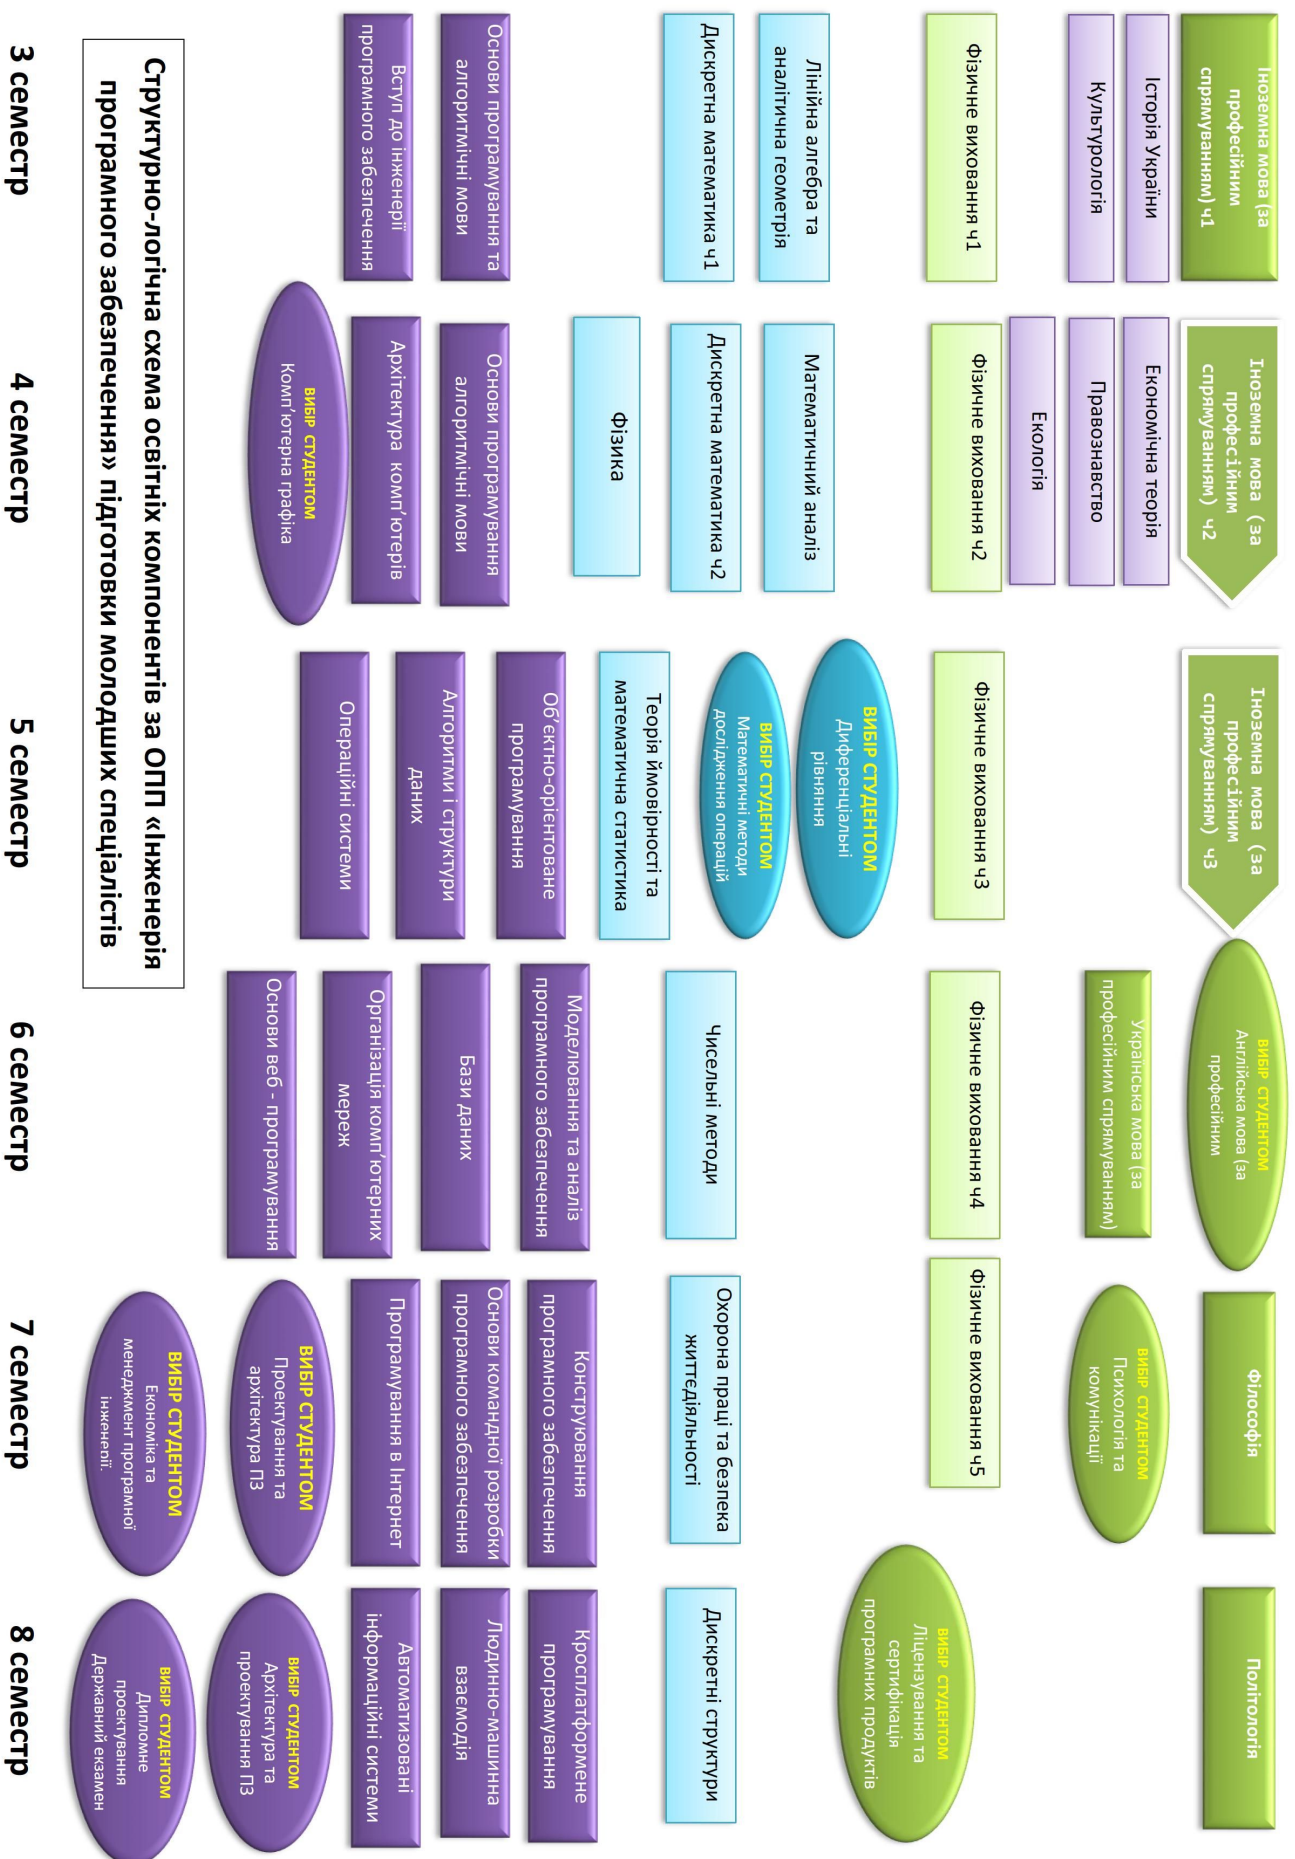 Іноземна мова (за
професійним
спрямуванням) ч1
Історія України
Культурологія
Фізичне виховання ч1
Лінійна алгебра та
аналітична геометрія
Дискретна математика ч1
Основи програмування та
алгоритмічні мови
Вступ до інженерії
програмного забезпечення
3 семестр
Іноземна мова (за
професійним
спрямуванням) ч2
Економічна теорія
Правознавство
Екологія
Фізичне виховання ч2
Математичний аналіз
Дискретна математика ч2
Фізика
Основи програмування
алгоритмічні мови
Архітектура комп’ютерів
ВИБІР СТУДЕНТОМ
Комп’ютерна графіка
4 семестр
Іноземна мова (за
професійним
спрямуванням) ч3
Фізичне виховання ч3
ВИБІР СТУДЕНТОМ
Диференціальні
рівняння
ВИБІР СТУДЕНТОМ
Математичні методи
дослідження операцій
Теорія ймовірності та
математична статистика
Об’єктно-орієнтоване
програмування
Алгоритми і структури
даних
Операційні системи
5 семестр
ВИБІР СТУДЕНТОМ
Англійська мова (за
професійним
Українська мова (за
професійним спрямуванням)
Фізичне виховання ч4
Чисельні методи
Моделювання та аналіз
програмного забезпечення
Бази даних
Організація комп’ютерних
мереж
Основи веб - програмування
6 семестр
Філософія
ВИБІР СТУДЕНТОМ
Психологія та
комунікації
Фізичне виховання ч5
Охорона праці та безпека
життєдіяльності
Конструювання
програмного забезпечення
Основи командної розробки
програмного забезпечення
Програмування в Інтернет
ВИБІР СТУДЕНТОМ
Проектування та
архітектура ПЗ
ВИБІР СТУДЕНТОМ
Економіка та
менеджмент програмної
інженерії.
7 семестр
Політологія
ВИБІР СТУДЕНТОМ
Ліцензування та
сертифікація
програмних продуктів
Дискретні структури
Кросплатформене
програмування
Людинно-машинна
взаємодія
Автоматизовані
інформаційні системи
ВИБІР СТУДЕНТОМ
Архітектура та
проектування ПЗ
ВИБІР СТУДЕНТОМ
Дипломне
проектування
Державний екзамен
8 семестр
Структурно-логічна схема освітніх компонентів за ОПП «Інженерія
програмного забезпечення» підготовки молодших спеціалістів